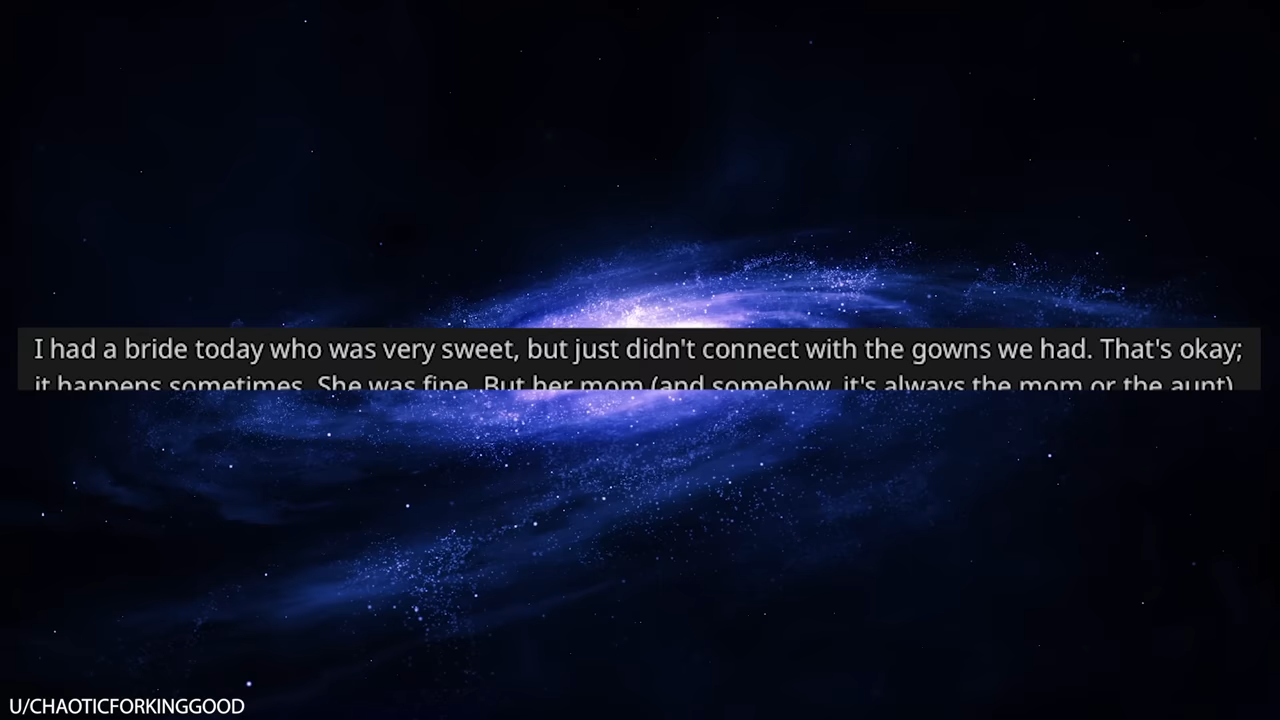 I had a bride today who was very sweet, but just didn't connect with the gowns we had. That's okay;
it happens sometimes. She was fine. But her mom (and somehow, it's always the mom or the aunt)
U/CHAOTICFORKINGGOOD